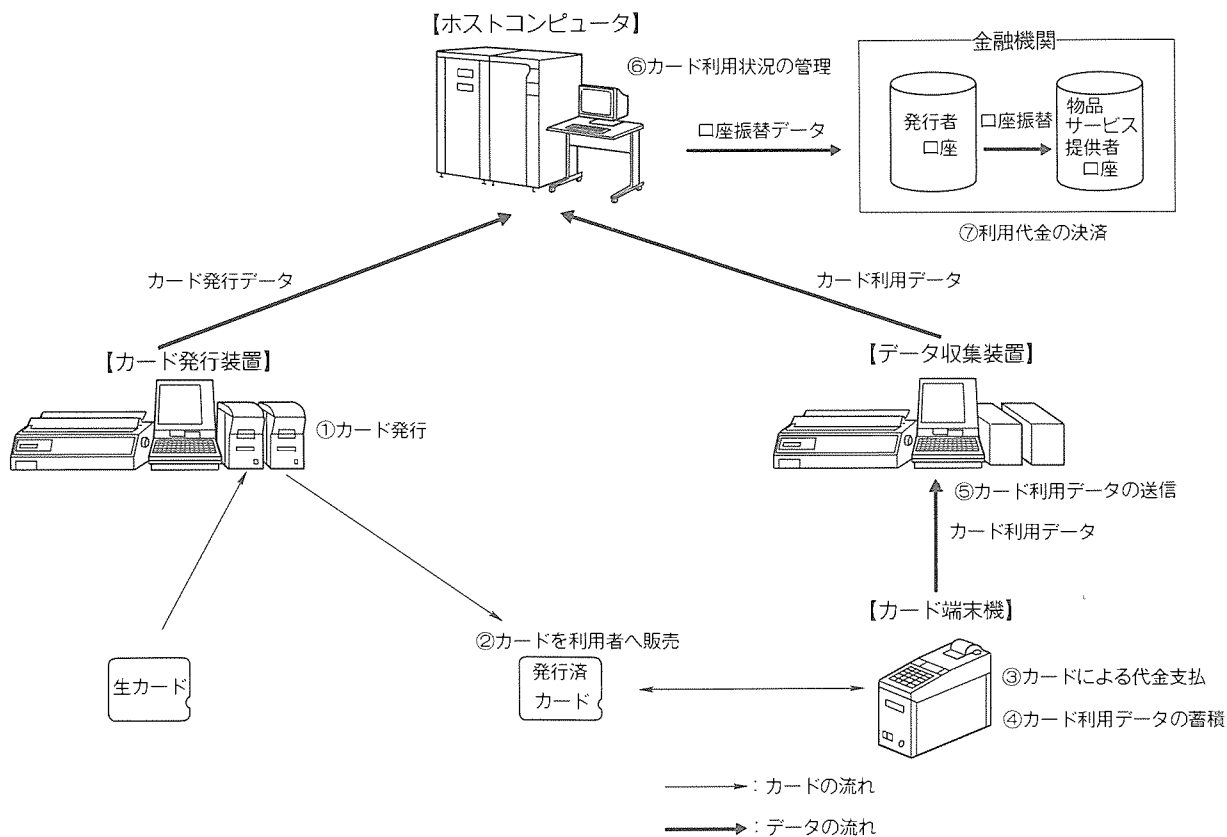 【ホストコンピュータ】
⑥カード利用状況の管理
金融機関
発行者
口座
口座振替
物品
サービス
提供者
口座
口座振替データ
⑦利用代金の決済
カード発行データ
カード利用データ
【カード発行装置】
①カード発行
【データ収集装置】
⑤カード利用データの送信
カード利用データ
【カード端末機】
生カード
②カードを利用者へ販売
発行済
カード
③カードによる代金支払
④カード利用データの蓄積
：カードの流れ
：データの流れ